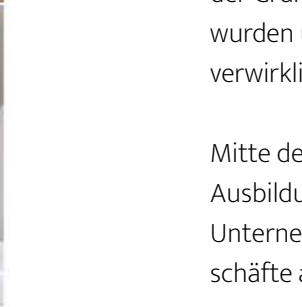 wurden
verwirkli
Mitte de
Ausbildu
Unterne
schäfte a